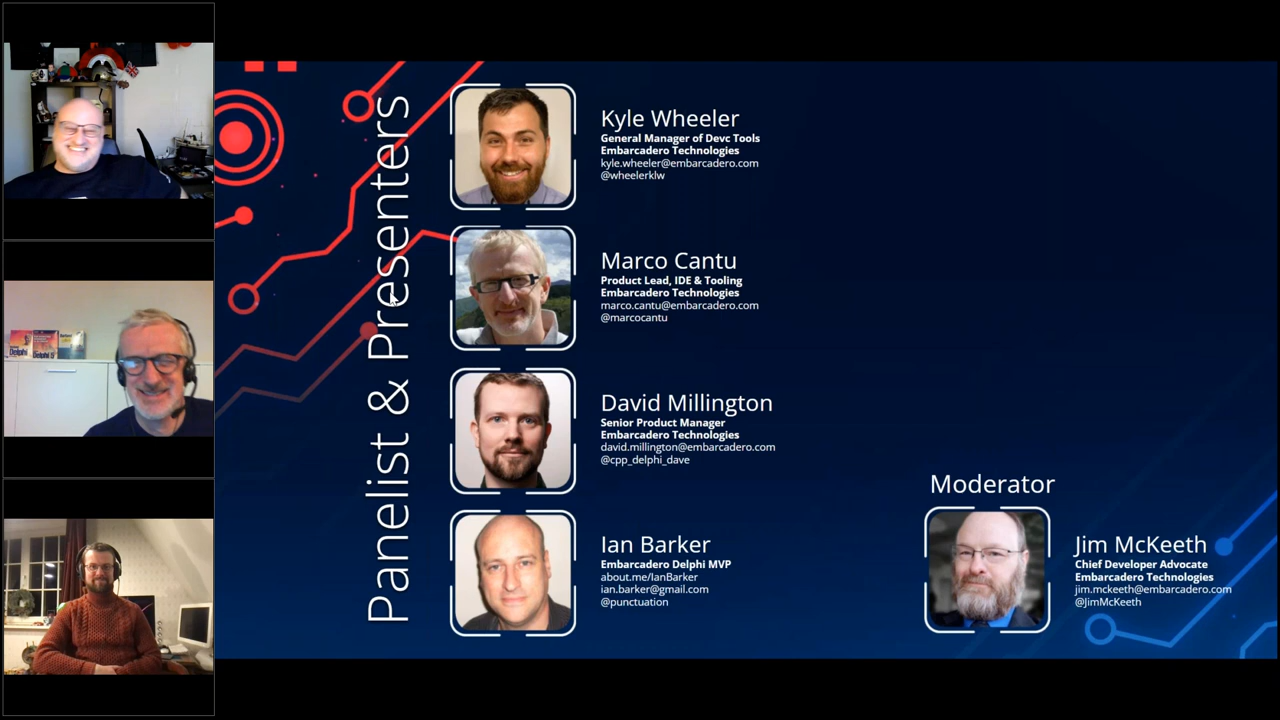 Panelist & Presenters
Kyle Wheeler
General Manager of Devc Tools
Embarcadero Technologies
kyle.wheeler@embarcadero.com
@wheelerklw
Marco Cantu
Product Lead, IDE & Tooling
Embarcadero Technologies
marco.cantu@embarcadero.com
@marcocantu
David Millington
Senior Product Manager
Embarcadero Technologies
david.millington@embarcadero.com
@cpp_delphi_dave
Ian Barker
Embarcadero Delphi MVP
about.me/IanBarker
ian.barker@gmail.com
@punctuation
Moderator
Jim McKeeth
Chief Developer Advocate
Embarcadero Technologies
jim.mckeeth@embarcadero.com
@JimMcKeeth
Delphi
Delphi